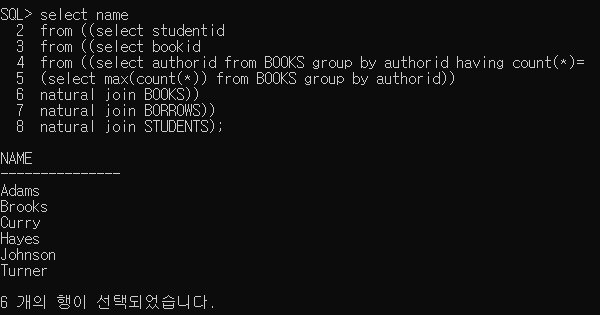 SQL> select name
2 from ((select studentid
3 from ((select bookid
4 from ((select authorid from BOOKS group by authorid having count(*)=
5 (select max(count(*)) from BOOKS group by authorid))
6 natural join BOOKS))
7 natural join BORROWS))
8 natural join STUDENTS);
NAME
---------------
Adams
Brooks
Curry
Hayes
Johnson
Turner
6 개의 행이 선택되었습니다.